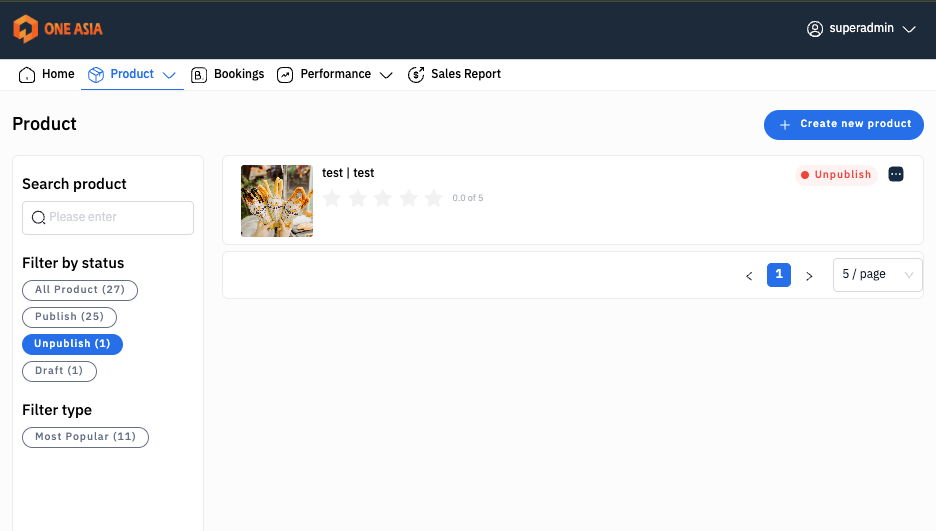 ONE ASIA
superadmin
Home Product Bookings Performance Sales Report
Product
Create new product
Search product
Please enter
Filter by status
All Product (27)
Publish (25)
Unpublish (1)
Draft (1)
Filter type
Most Popular (11)
test | test
Unpublish
0.0 of 5
1
5 / page